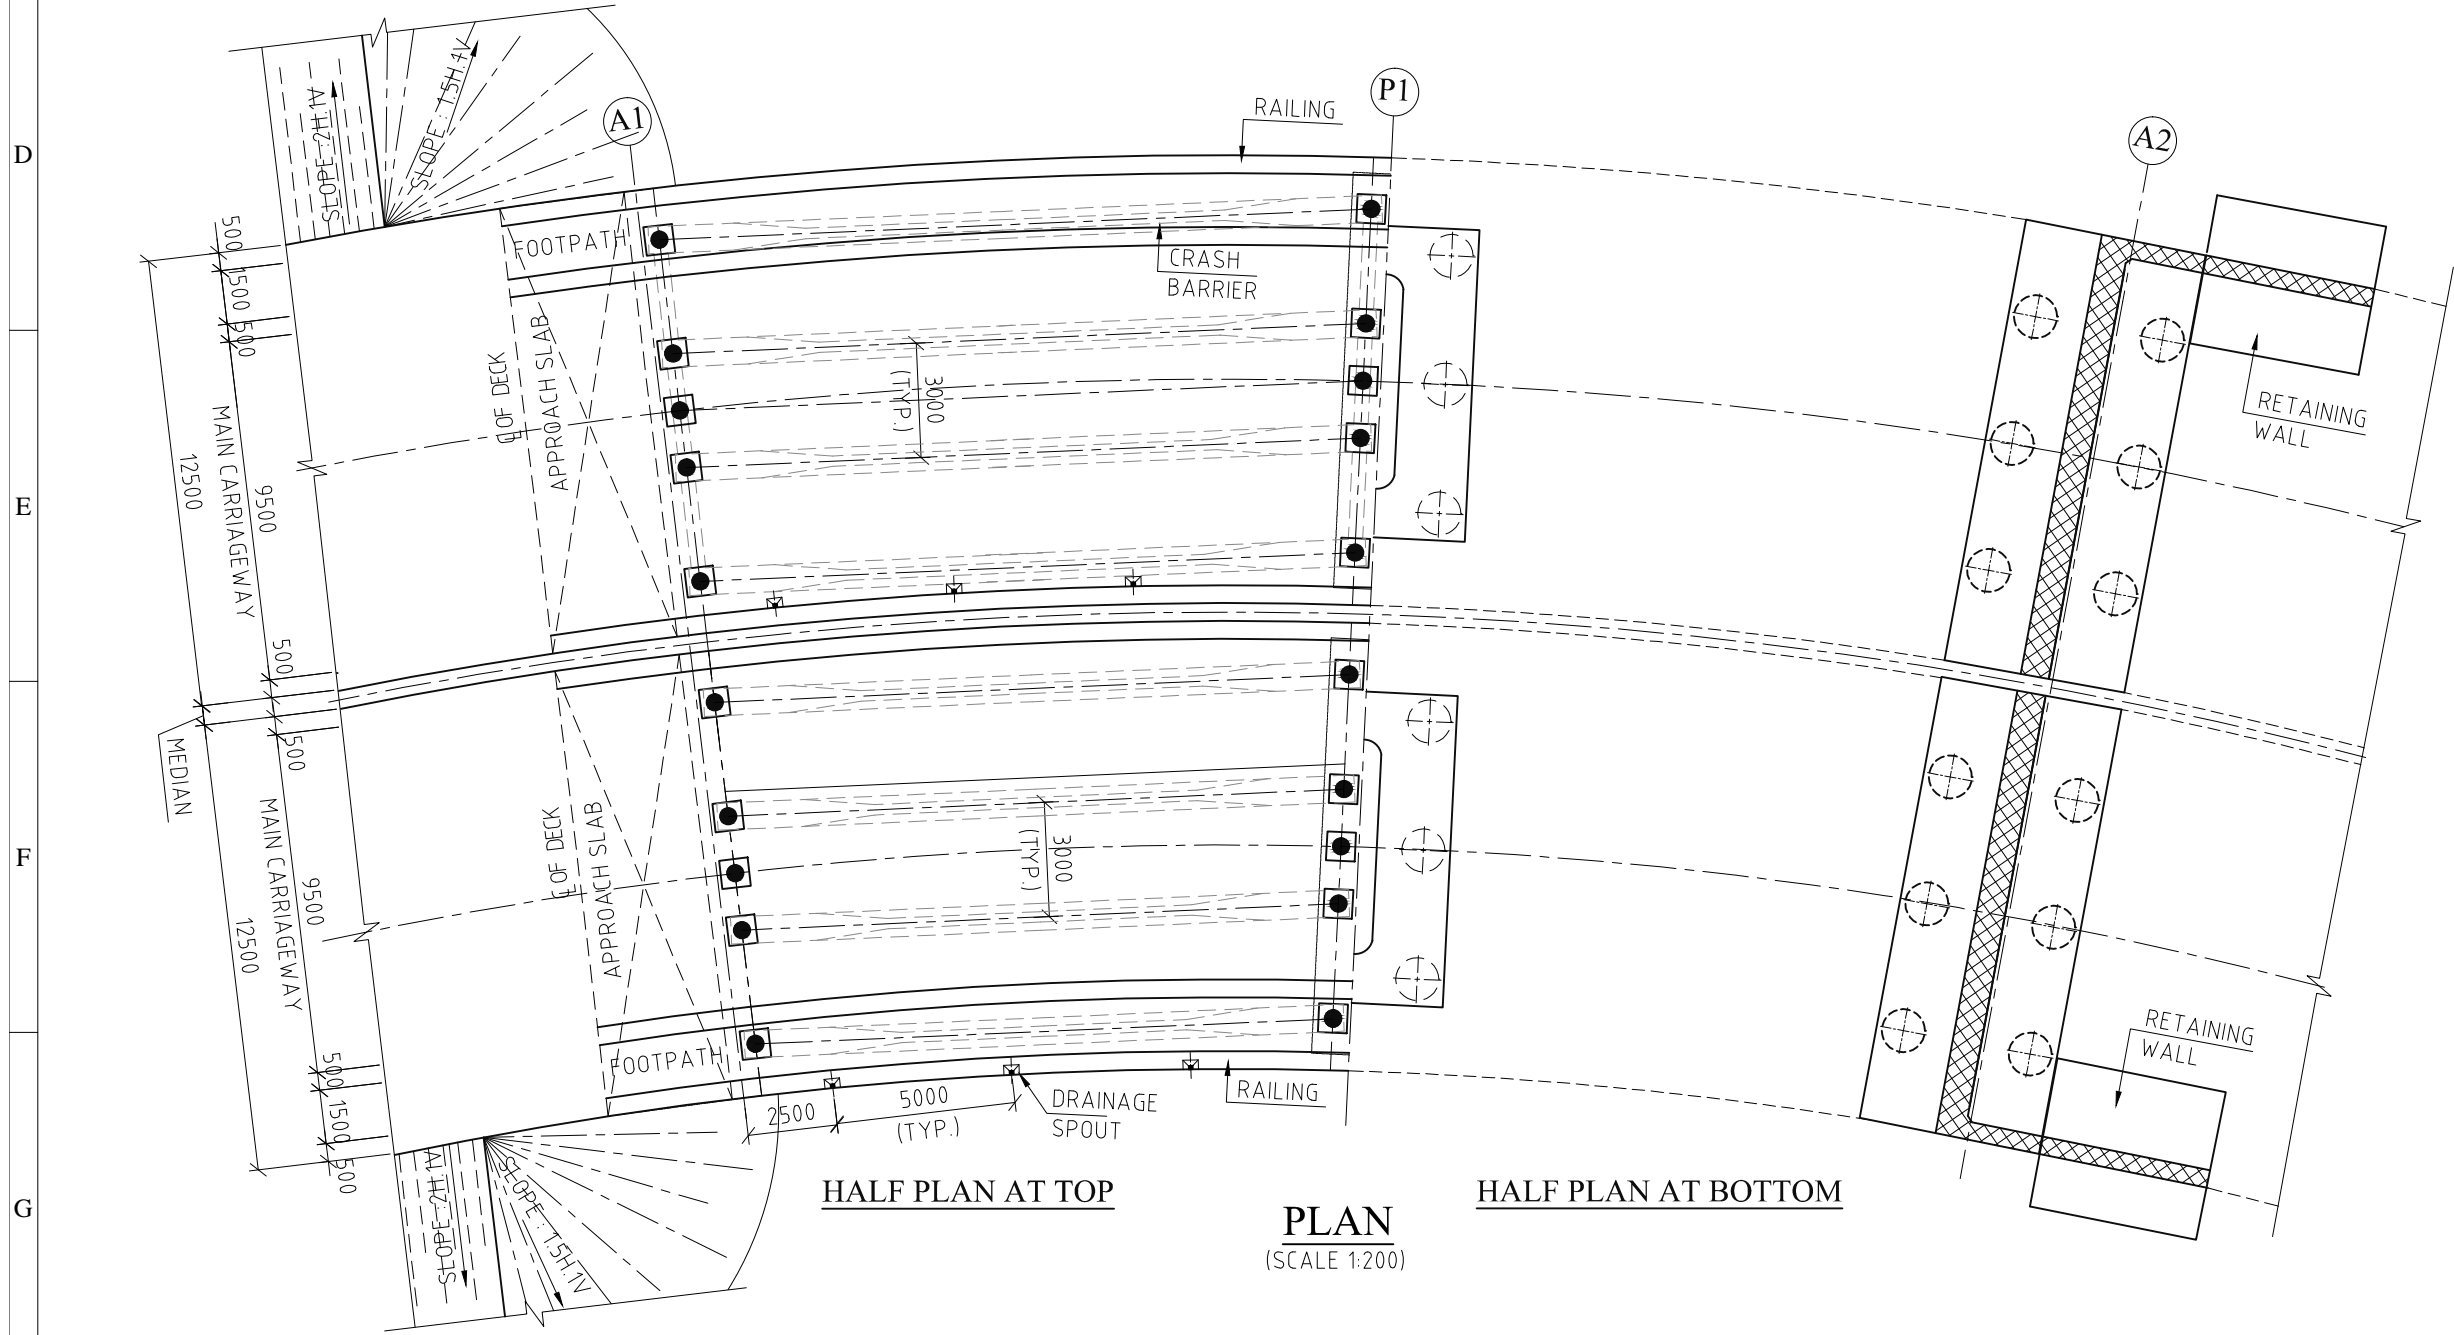 D
E
F
G
A1
P1
A2
SLOPE : 2H:1V
SLOPE : 1.5H:1V
RAILING
FOOTPATH
CRASH
BARRIER
500
1500
500
℄ OF DECK
APPROACH SLAB
3000
(TYP.)
MAIN CARRIAGEWAY
9500
12500
RETAINING
WALL
500
500
MEDIAN
℄ OF DECK
APPROACH SLAB
3000
(TYP.)
MAIN CARRIAGEWAY
9500
12500
FOOTPATH
500
1500
500
2500
5000
(TYP.)
DRAINAGE
SPOUT
RAILING
RETAINING
WALL
SLOPE : 2H:1V
SLOPE : 1.5H:1V
HALF PLAN AT TOP
HALF PLAN AT BOTTOM
PLAN
(SCALE 1:200)